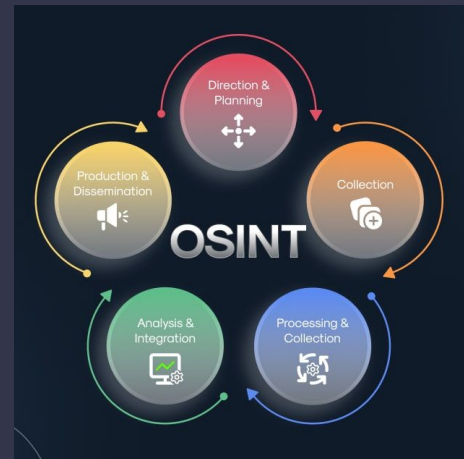 Direction &
Planning
Collection
Processing &
Collection
Analysis &
Integration
Production &
Dissemination
OSINT